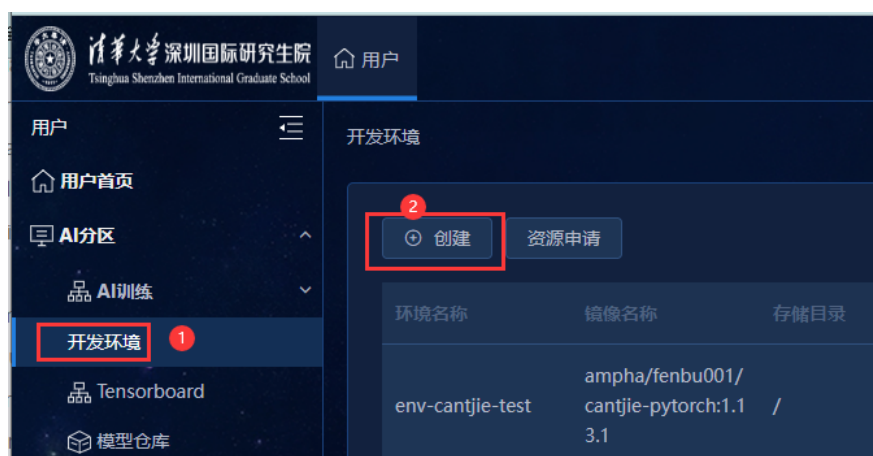 清华大学深圳国际研究生院
Tsinghua Shenzhen International Graduate School
用户
用户
开发环境
用户首页
2
AI分区
创建
资源申请
AI训练
环境名称
镜像名称
存储目录
开发环境
1
Tensorboard
env-cantjie-test
ampha/fenbu001/
cantjie-pytorch:1.1
3.1
/
模型仓库